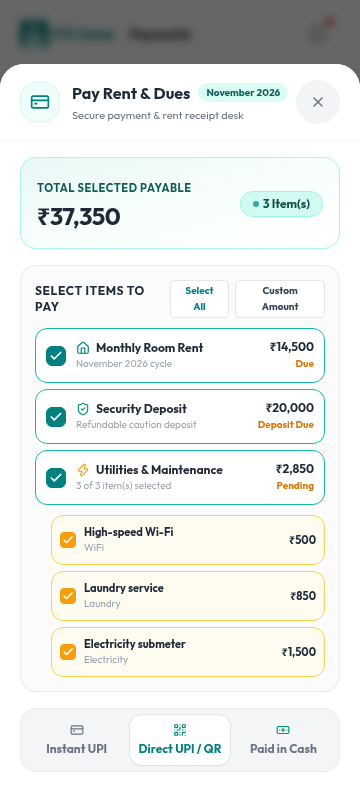 Payments
Pay Rent & Dues
November 2026
Secure payment & rent receipt desk
TOTAL SELECTED PAYABLE
₹37,350
3 Item(s)
SELECT ITEMS TO
PAY
Select
All
Custom
Amount
Monthly Room Rent
₹14,500
November 2026 cycle
Due
Security Deposit
₹20,000
Refundable caution deposit
Deposit Due
Utilities & Maintenance
₹2,850
3 of 3 item(s) selected
Pending
High-speed Wi-Fi
WiFi
₹500
Laundry service
Laundry
₹850
Electricity submeter
Electricity
₹1,500
Instant UPI
Direct UPI / QR
Paid in Cash